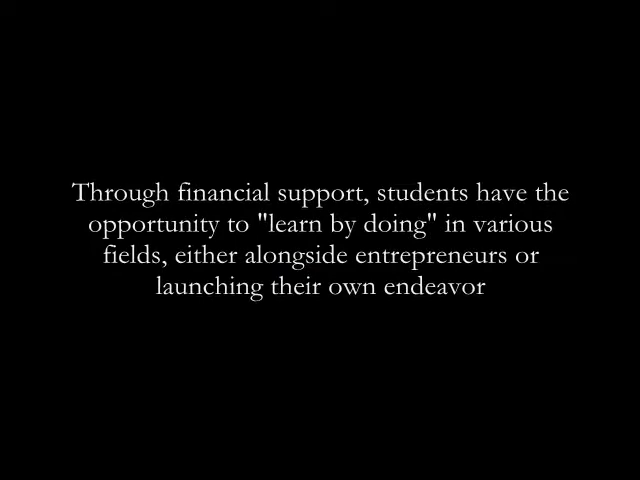 Through financial support, students have the
opportunity to "learn by doing" in various
fields, either alongside entrepreneurs or
launching their own endeavor